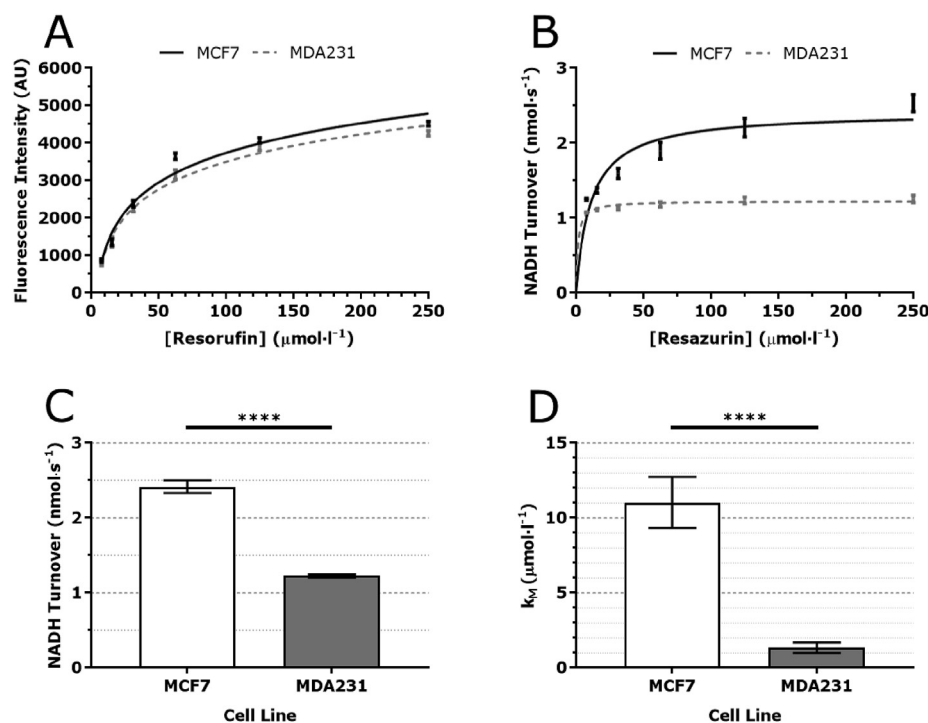 A
MCF7 MDA231
Fluorescence Intensity (AU)
6000
5000
4000
3000
2000
1000
0
0 50 100 150 200 250
[Resorufin] (μmol·l⁻¹)
B
MCF7 MDA231
NADH Turnover (nmol·s⁻¹)
3
2
1
0
0 50 100 150 200 250
[Resazurin] (μmol·l⁻¹)
C
****
NADH Turnover (nmol·s⁻¹)
3
2
1
0
MCF7 MDA231
Cell Line
D
****
kM (μmol·l⁻¹)
15
10
5
0
MCF7 MDA231
Cell Line